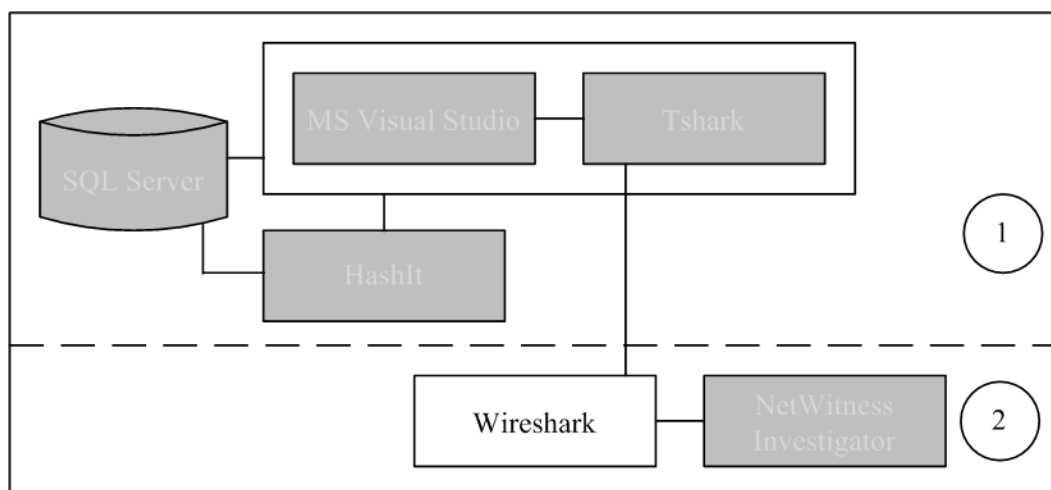 MS Visual Studio
Tshark
SQL Server
HashIt
1
Wireshark
NetWitness
Investigator
2